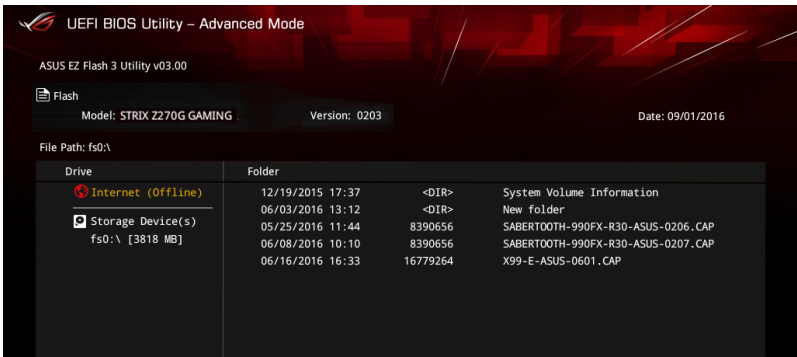 UEFI BIOS Utility – Advanced Mode
ASUS EZ Flash 3 Utility v03.00
Flash
Model: STRIX Z270G GAMING Version: 0203 Date: 09/01/2016
File Path: fs0:\
Drive Folder
Internet (Offline) 12/19/2015 17:37 <DIR> System Volume Information
06/03/2016 13:12 <DIR> New folder
Storage Device(s) 05/25/2016 11:44 8390656 SABERTOOTH-990FX-R30-ASUS-0206.CAP
fs0:\ [3818 MB] 06/08/2016 10:10 8390656 SABERTOOTH-990FX-R30-ASUS-0207.CAP
06/16/2016 16:33 16779264 X99-E-ASUS-0601.CAP